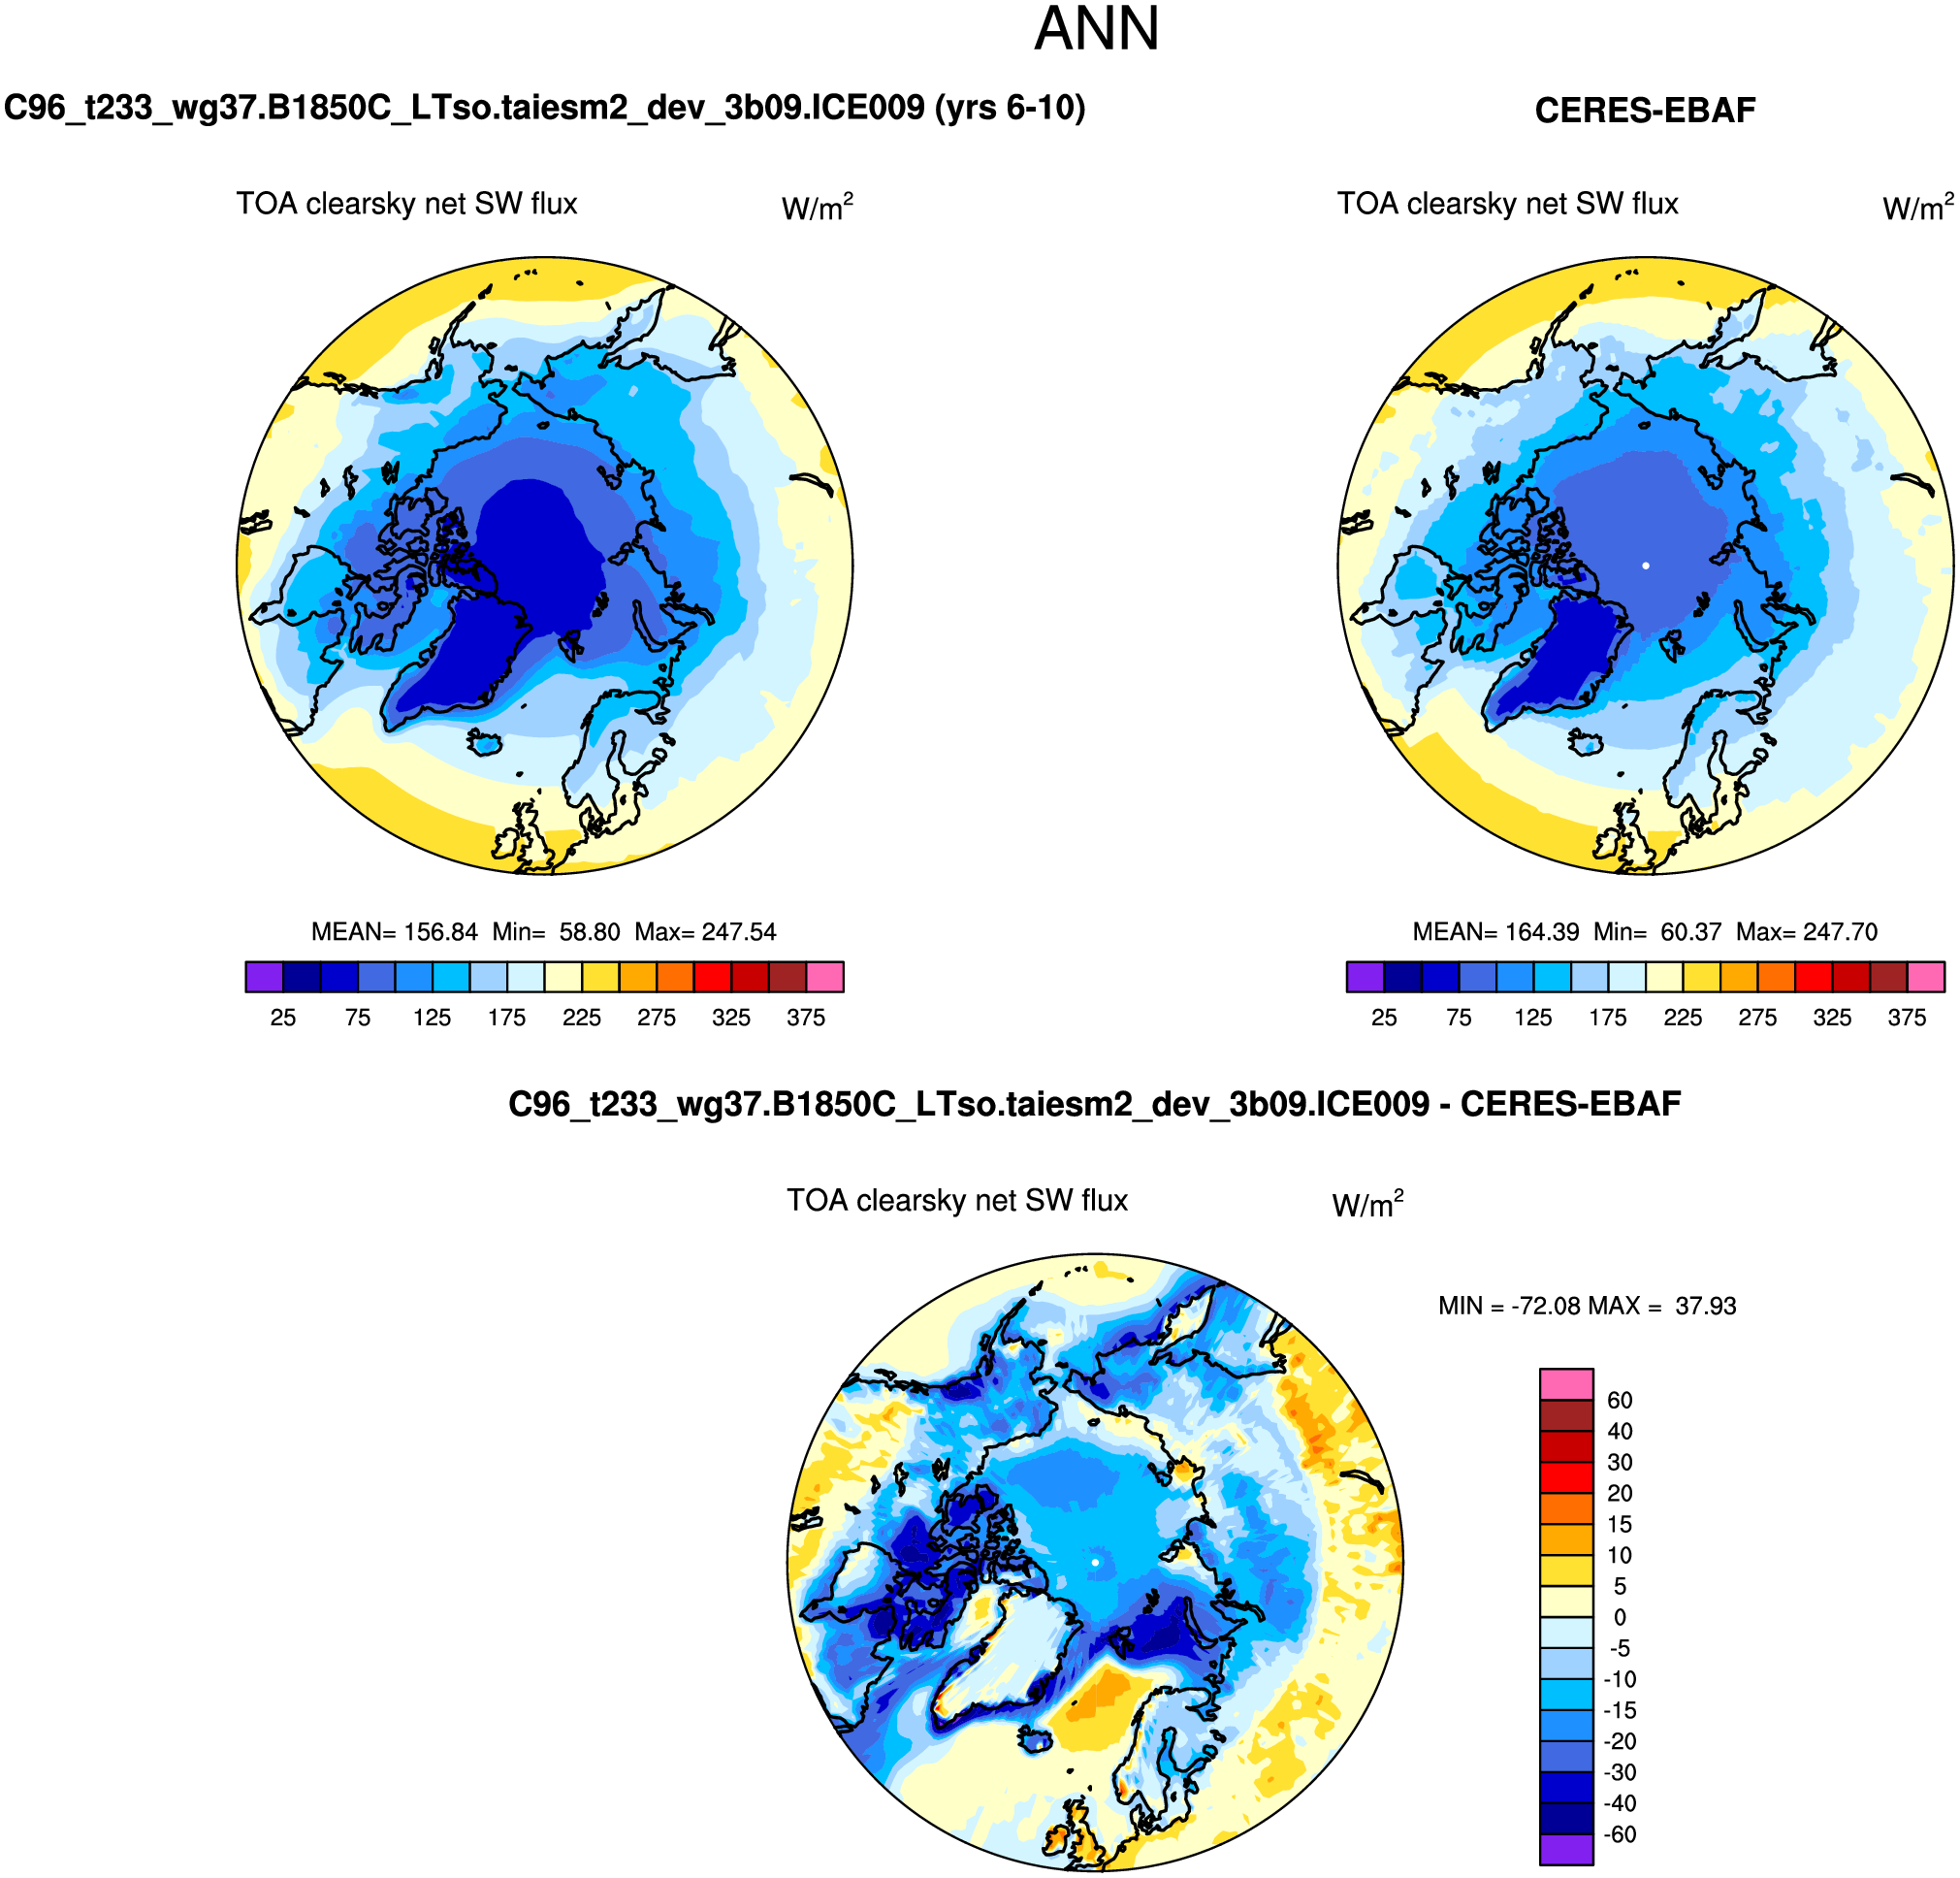 ANN
C96_t233_wg37.B1850C_LTso.taiesm2_dev_3b09.ICE009 (yrs 6-10)
CERES-EBAF
TOA clearsky net SW flux W/m²
TOA clearsky net SW flux W/m²
MEAN= 156.84 Min= 58.80 Max= 247.54
MEAN= 164.39 Min= 60.37 Max= 247.70
25 75 125 175 225 275 325 375
25 75 125 175 225 275 325 375
C96_t233_wg37.B1850C_LTso.taiesm2_dev_3b09.ICE009 - CERES-EBAF
TOA clearsky net SW flux W/m²
MIN = -72.08 MAX = 37.93
60
40
30
20
15
10
5
0
-5
-10
-15
-20
-30
-40
-60